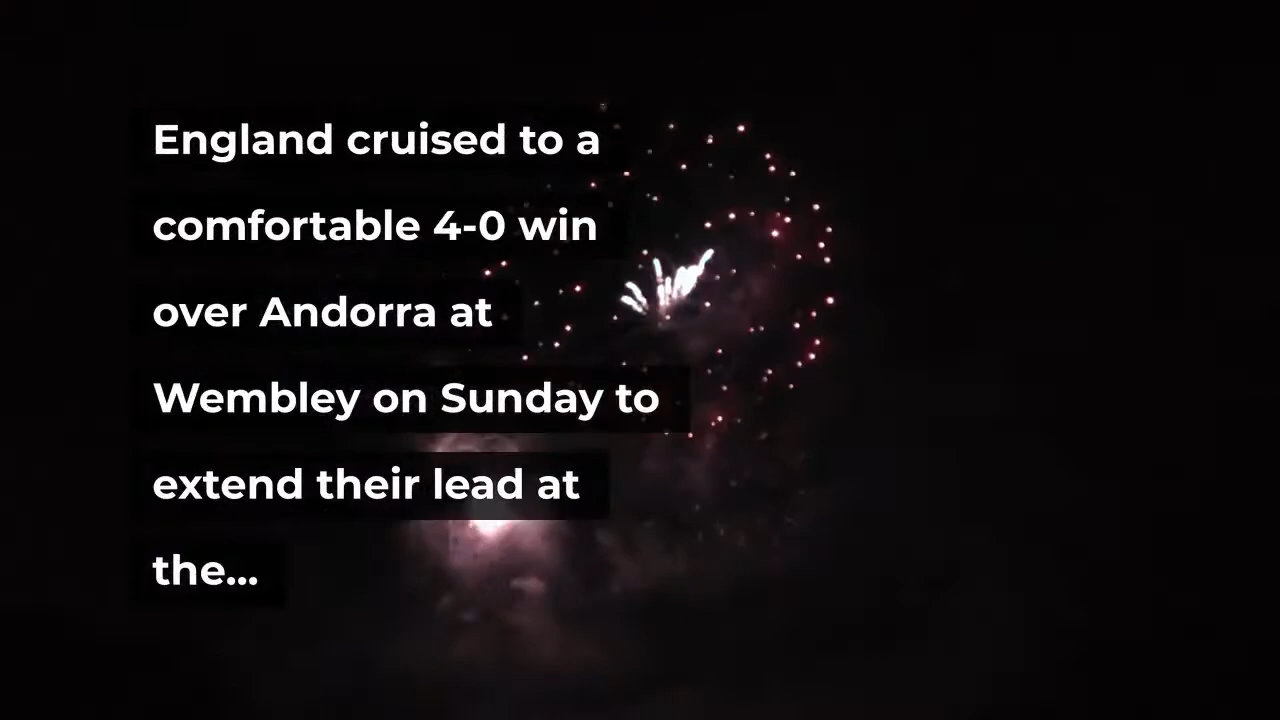 England cruised to a
comfortable 4-0 win
over Andorra at
Wembley on Sunday to
extend their lead at
the...